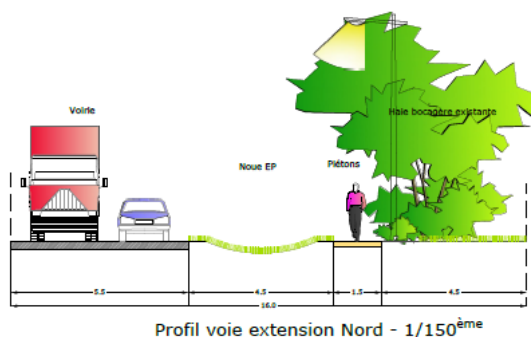 Voirie
Haie bocagère existante
Noue EP
Piétons
5.5
4.5
1.5
4.5
16.0
Profil voie extension Nord - 1/150ème